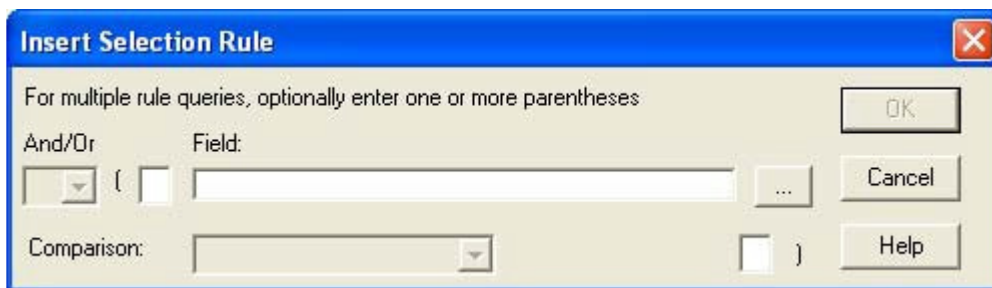 Insert Selection Rule
For multiple rule queries, optionally enter one or more parentheses
OK
And/Or Field:
( ...
Cancel
Comparison: )
Help